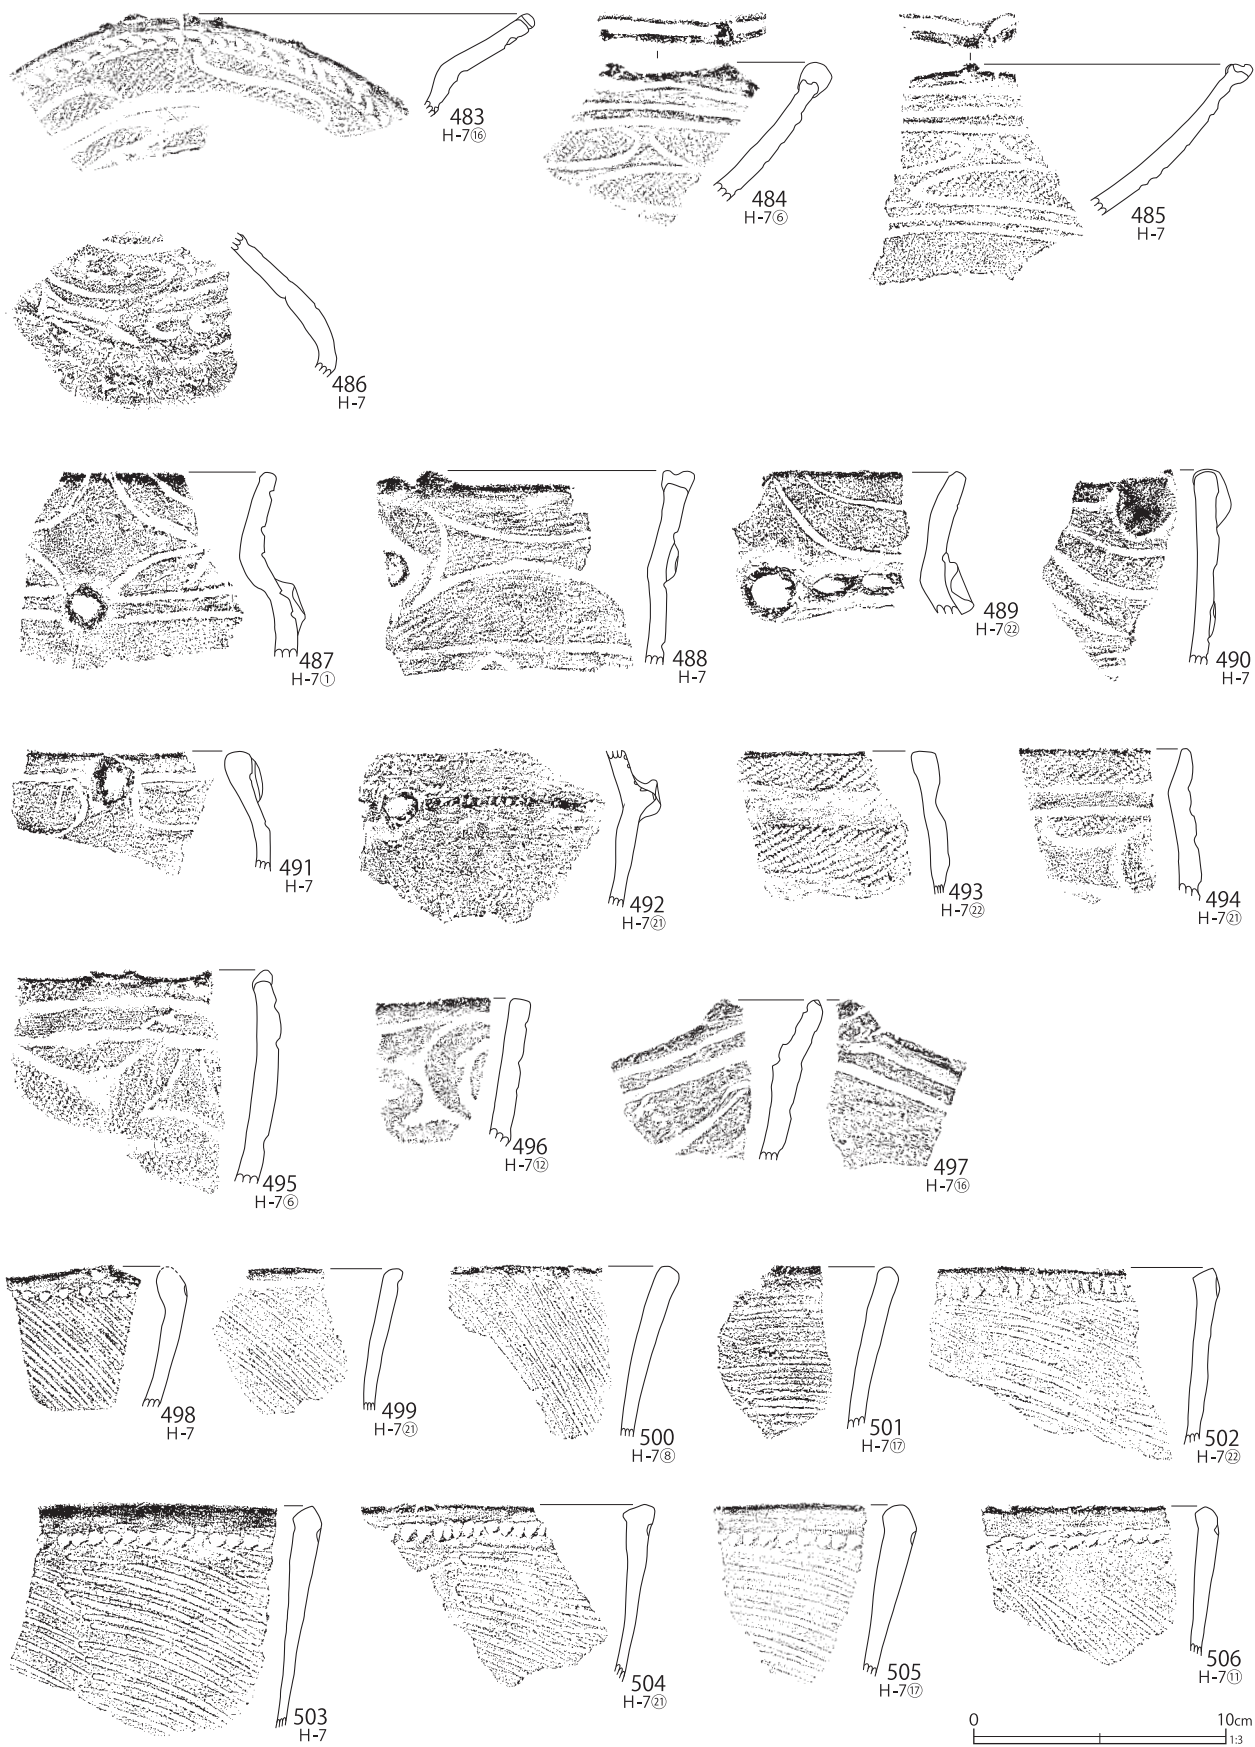 483
H-7⑯
484
H-7⑥
485
H-7
486
H-7
487
H-7①
488
H-7
489
H-7㉒
490
H-7
491
H-7
492
H-7㉑
493
H-7㉒
494
H-7㉑
495
H-7⑥
496
H-7⑫
497
H-7⑯
498
H-7
499
H-7㉑
500
H-7⑧
501
H-7⑰
502
H-7㉒
503
H-7
504
H-7㉑
505
H-7⑰
506
H-7⑪
0 10cm
1:3